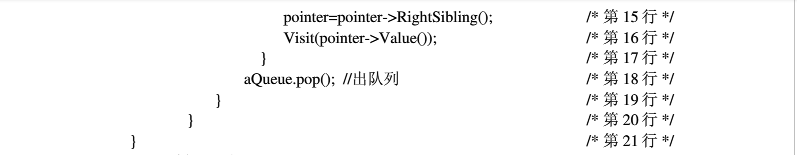 pointer=pointer->RightSibling(); /* 第 15 行 */
Visit(pointer->Value()); /* 第 16 行 */
} /* 第 17 行 */
aQueue.pop(); //出队列 /* 第 18 行 */
} /* 第 19 行 */
} /* 第 20 行 */
} /* 第 21 行 */